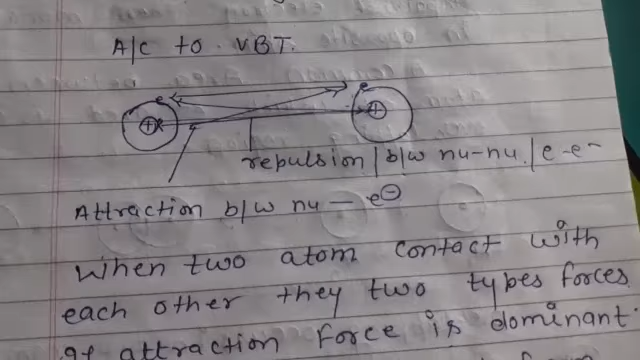 A/c to VBT.
e e
+ +
repulsion / b/w nu-nu / e-e-
Attraction b/w nu — e⊖
when two atom contact with
each other they two types forces
If attraction force is dominant